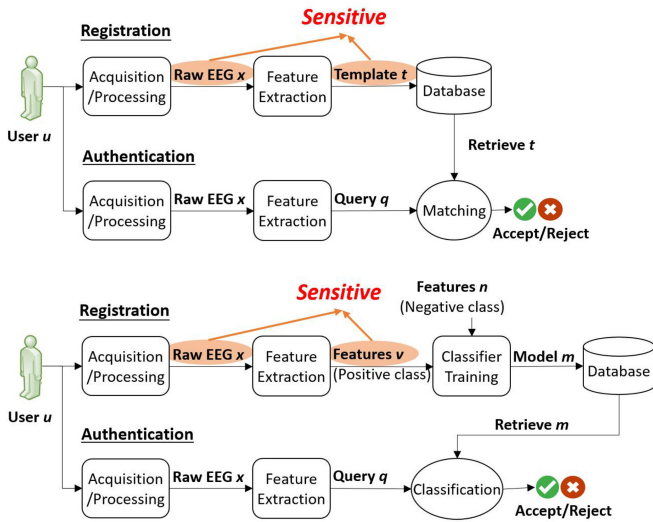 Sensitive
Registration
Acquisition
/Processing
Raw EEG x
Feature
Extraction
Template t
Database
User u
Retrieve t
Authentication
Acquisition
/Processing
Raw EEG x
Feature
Extraction
Query q
Matching
Accept/Reject
Sensitive
Features n
(Negative class)
Registration
Acquisition
/Processing
Raw EEG x
Feature
Extraction
Features v
(Positive class)
Classifier
Training
Model m
Database
User u
Retrieve m
Authentication
Acquisition
/Processing
Raw EEG x
Feature
Extraction
Query q
Classification
Accept/Reject